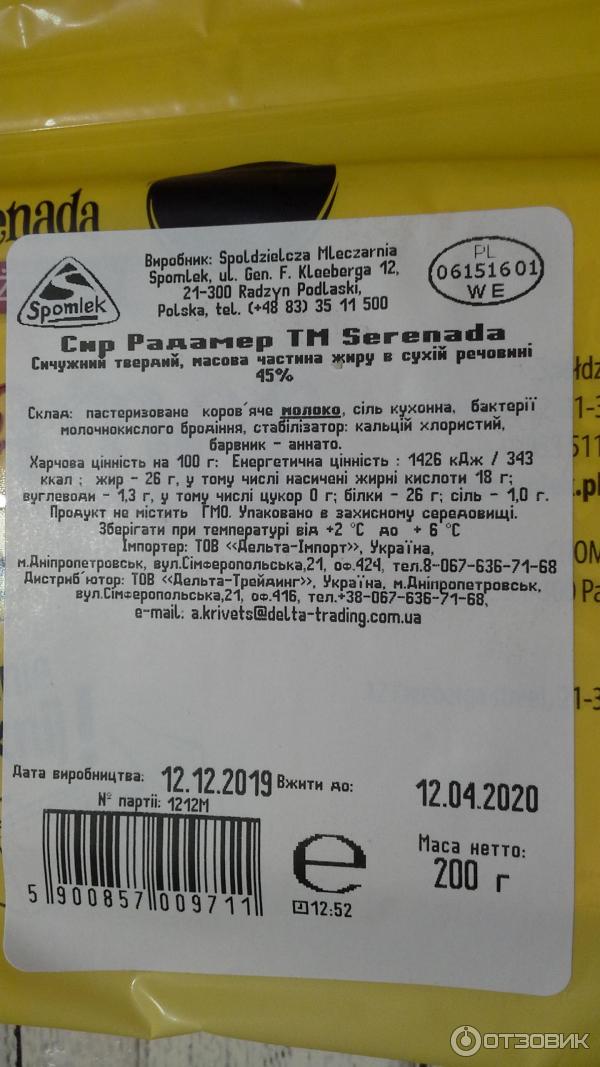 enada
Spomlek
Виробник: Spoldzielcza Mleczarnia
Spomlek, ul. Gen. F. Kleeberga 12,
21-300 Radzyn Podlaski,
Polska, tel. (+48 83) 35 11 500
PL
06151601
WE
Сир Радамер ТМ Serenada
Сичужний твердий, масова частина жиру в сухій речовині
45%
Склад: пастеризоване коров´яче молоко, сіль кухонна, бактерії
молочнокислого бродіння, стабілізатор: кальцій хлористий,
барвник - аннато.
Харчова цінність на 100 г: Енергетична цінність : 1426 кДж / 343
ккал ; жир - 26 г, у тому числі насичені жирні кислоти 18 г;
вуглеводи - 1,3 г, у тому числі цукор 0 г; білки - 26 г; сіль - 1,0 г.
Продукт не містить ГМО. Упаковано в захисному середовищі.
Зберігати при температурі від +2 °C до + 6 °C
Імпортер: ТОВ «Дельта-Імпорт», Україна,
м.Дніпропетровськ, вул.Сімферопольська,21, оф.424, тел.8-067-636-71-68
Дистриб´ютор: ТОВ «Дельта-Трейдинг», Україна, м.Дніпропетровськ,
вул.Сімферопольська,21, оф.416, тел.+38-067-636-71-68,
e-mail: a.krivets@delta-trading.com.ua
Дата виробництва: 12.12.2019 Вжити до: 12.04.2020
№ партії: 1212M
5 900857 009711
e
12:52
Маса нетто:
200 г
ОТЗОВИК